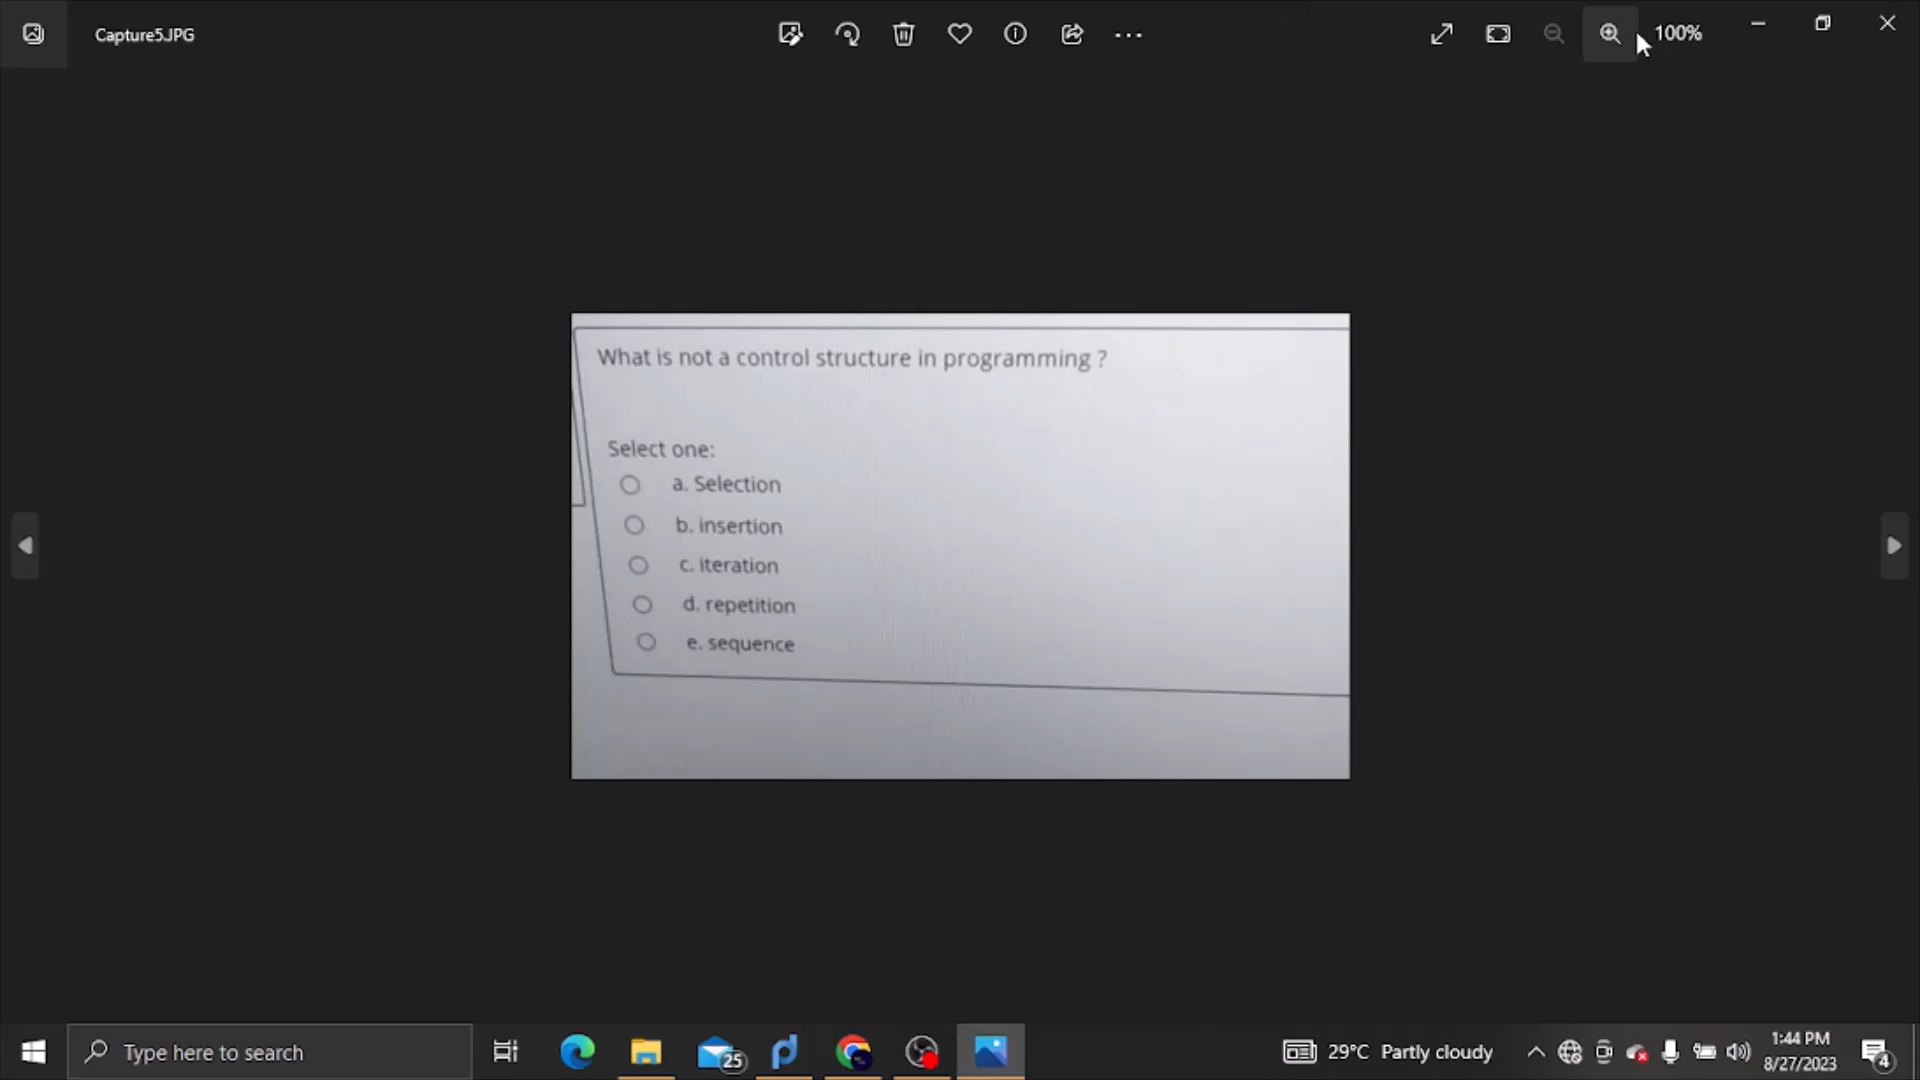 Capture5.JPG
100%
What is not a control structure in programming ?
Select one:
a. Selection
b. insertion
c. iteration
d. repetition
e. sequence
Type here to search
25
29°C Partly cloudy
1:44 PM
8/27/2023
4